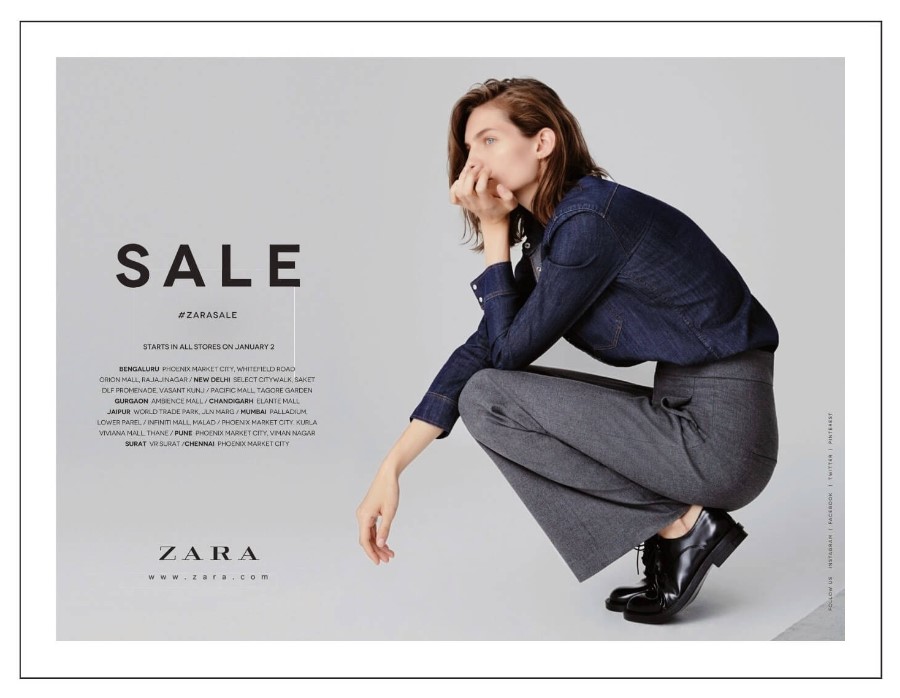 SALE
#ZARASALE
STARTS IN ALL STORES ON JANUARY 2
BENGALURU PHOENIX MARKET CITY, WHITEFIELD ROAD
ORION MALL, RAJAJINAGAR / NEW DELHI SELECT CITYWALK, SAKET
DLF PROMENADE, VASANT KUNJ / PACIFIC MALL, TAGORE GARDEN
GURGAON AMBIENCE MALL / CHANDIGARH ELANTE MALL
JAIPUR WORLD TRADE PARK, JLN MARG / MUMBAI PALLADIUM,
LOWER PAREL / INFINITI MALL, MALAD / PHOENIX MARKET CITY, KURLA
VIVIANA MALL, THANE / PUNE PHOENIX MARKET CITY, VIMAN NAGAR
SURAT VR SURAT /CHENNAI PHOENIX MARKET CITY
ZARA
www.zara.com
FOLLOW US INSTAGRAM | FACEBOOK | TWITTER | PINTEREST